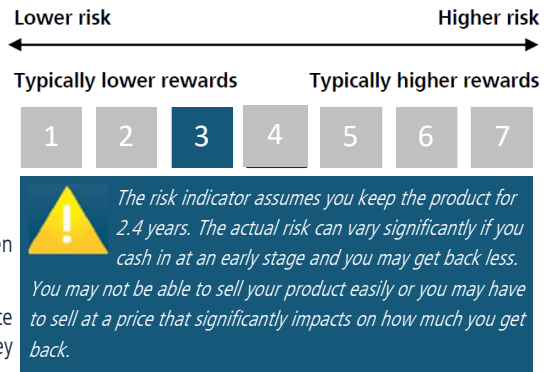 Lower risk Higher risk
Typically lower rewards Typically higher rewards
1 2 3 4 5 6 7
The risk indicator assumes you keep the product for
2.4 years. The actual risk can vary significantly if you
cash in at an early stage and you may get back less.
You may not be able to sell your product easily or you may have
to sell at a price that significantly impacts on how much you get
back.